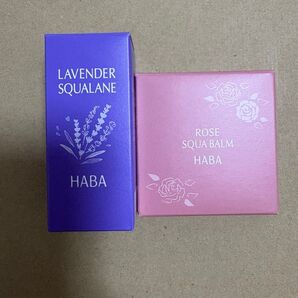 LAVENDER
SQUALANE
HABA
ROSE
SQUA BALM
HABA